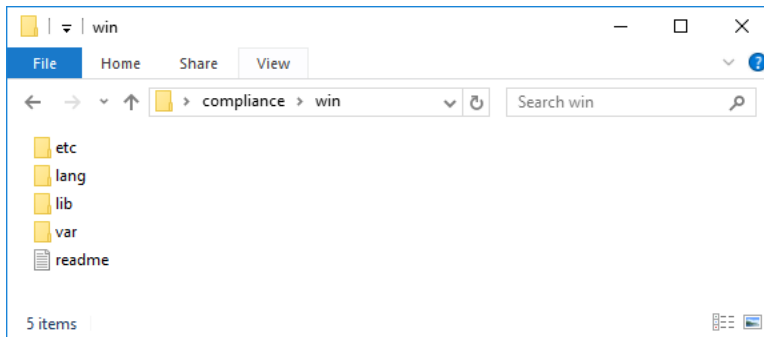 win
File Home Share View ?
compliance > win Search win
etc
lang
lib
var
readme
5 items